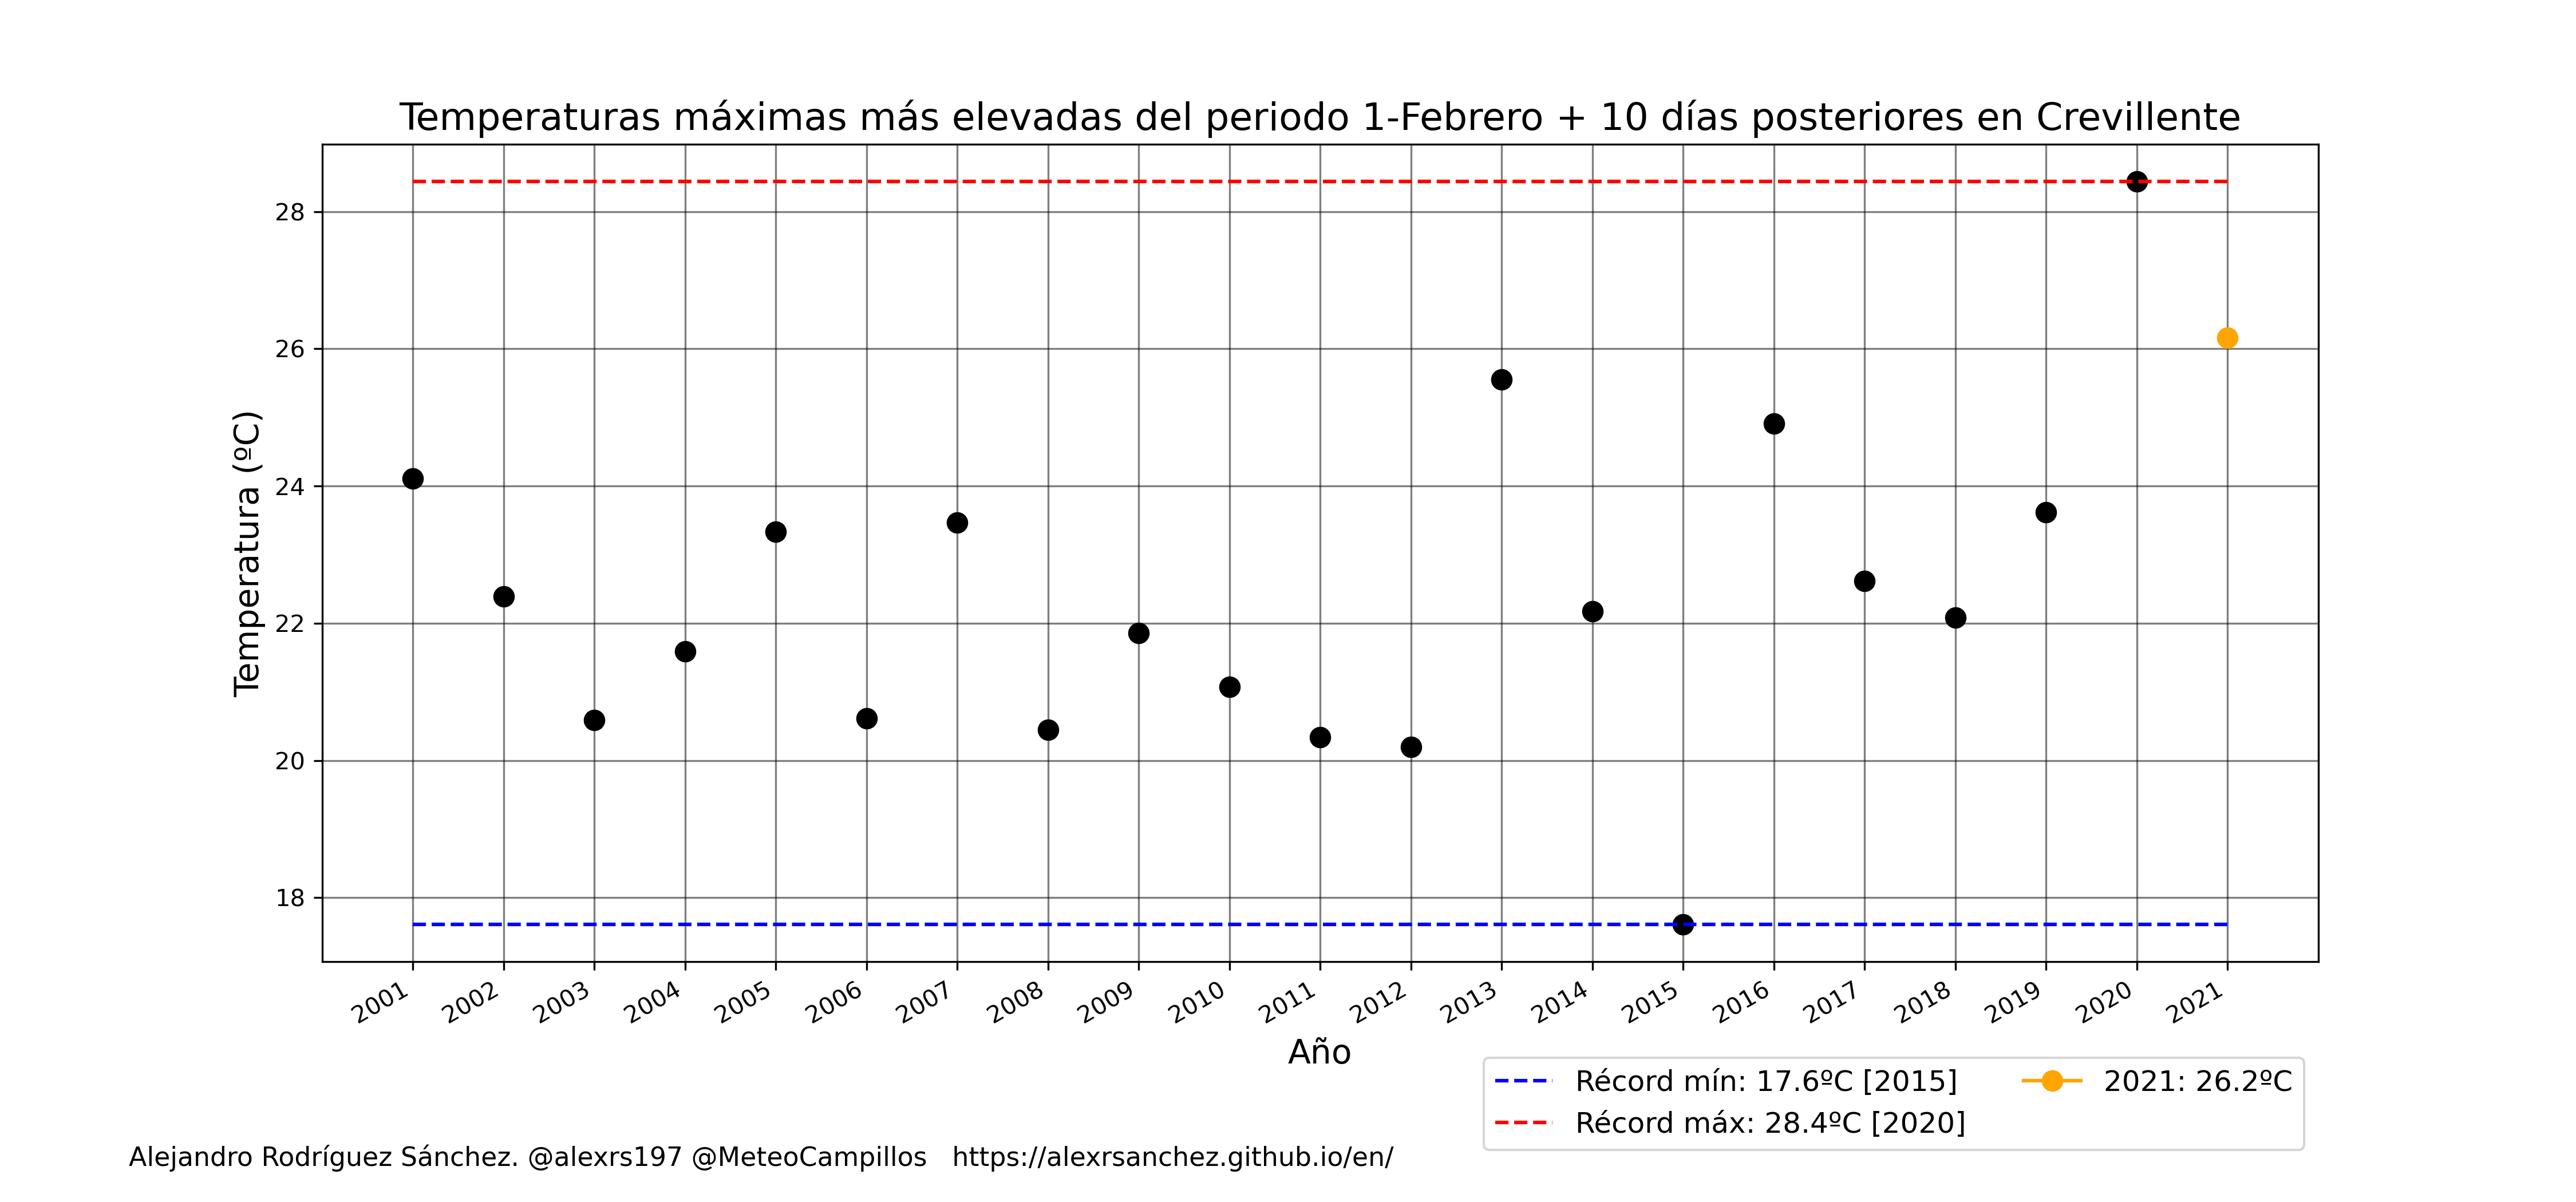 Temperaturas máximas más elevadas del periodo 1-Febrero + 10 días posteriores en Crevillente
Temperatura (ºC)
28
26
24
22
20
18
2001 2002 2003 2004 2005 2006 2007 2008 2009 2010 2011 2012 2013 2014 2015 2016 2017 2018 2019 2020 2021
Año
Récord mín: 17.6ºC [2015]
Récord máx: 28.4ºC [2020]
2021: 26.2ºC
Alejandro Rodríguez Sánchez. @alexrs197 @MeteoCampillos https://alexrsanchez.github.io/en/